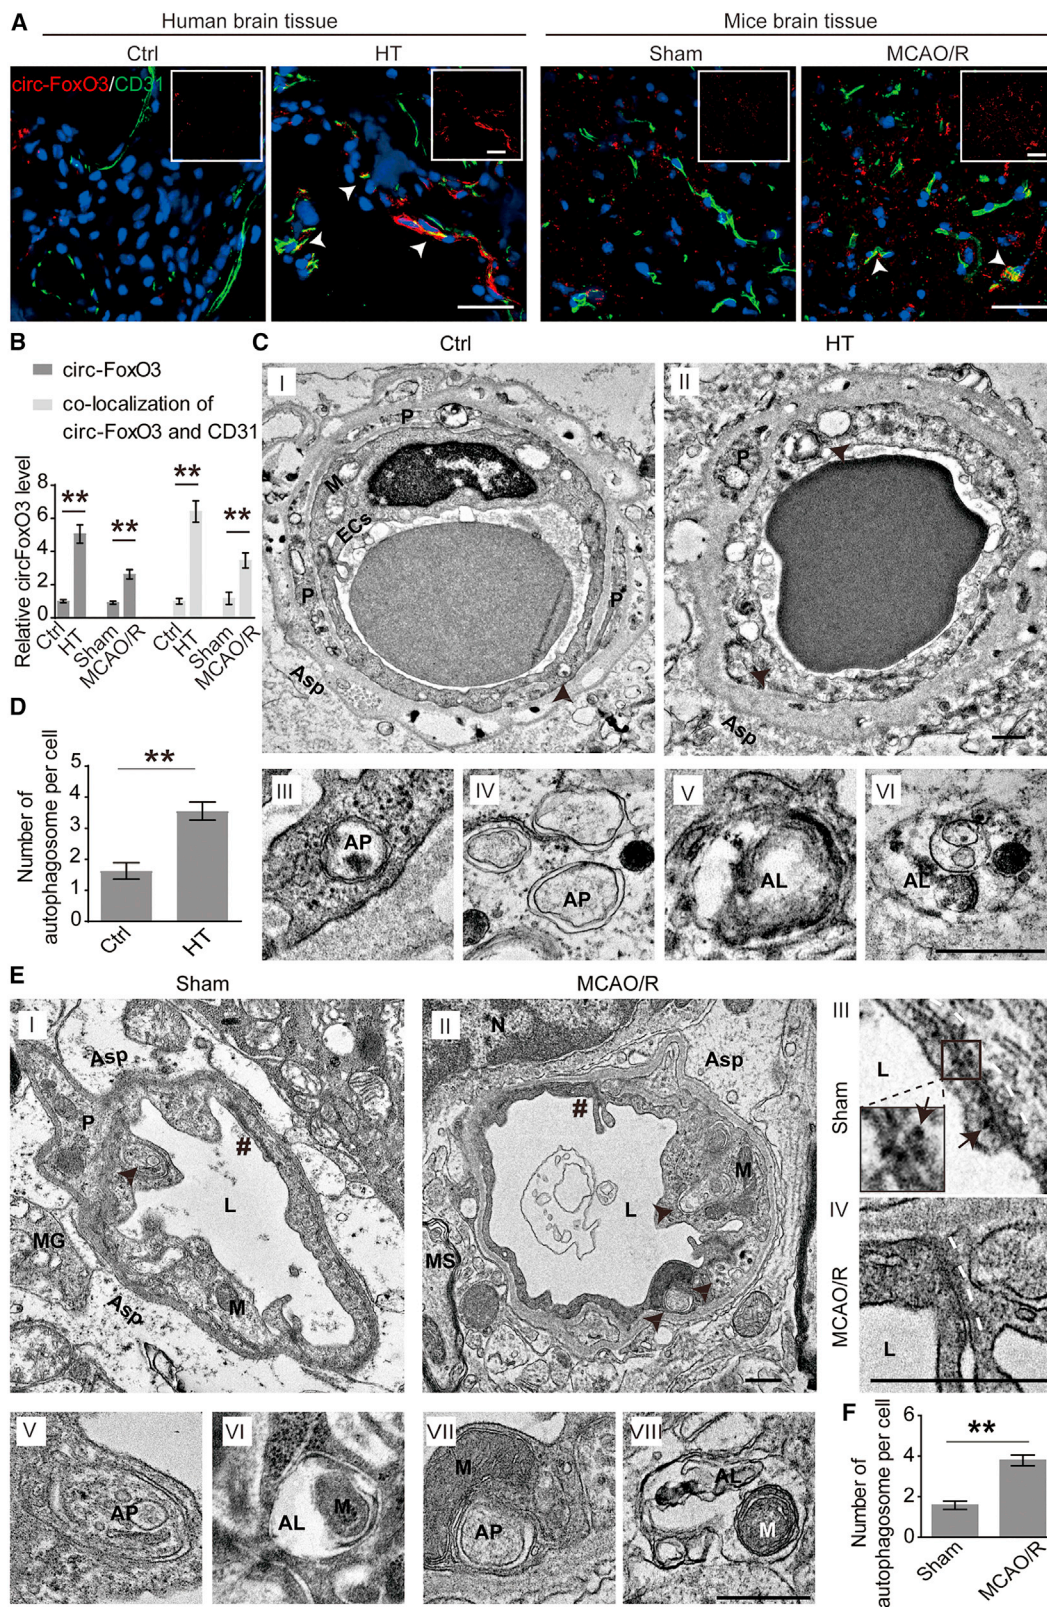 A
Human brain tissue
Mice brain tissue
Ctrl
HT
Sham
MCAO/R
circ-FoxO3/CD31
B
circ-FoxO3
co-localization of
circ-FoxO3 and CD31
Relative circFoxO3 level
8
6
4
2
0
**
**
**
**
Ctrl
HT
Sham
MCAO/R
Ctrl
HT
Sham
MCAO/R
C
Ctrl
HT
I
P
M
ECs
P
P
Asp
II
P
Asp
III
AP
IV
AP
V
AL
VI
AL
D
Number of
autophagosome per cell
5
4
3
2
1
0
**
Ctrl
HT
E
Sham
MCAO/R
I
Asp
P
#
L
MG
M
Asp
II
N
Asp
#
M
L
MS
III
Sham
L
IV
MCAO/R
L
V
AP
VI
M
AL
VII
M
AP
VIII
AL
M
F
Number of
autophagosome per cell
6
4
2
0
**
Sham
MCAO/R